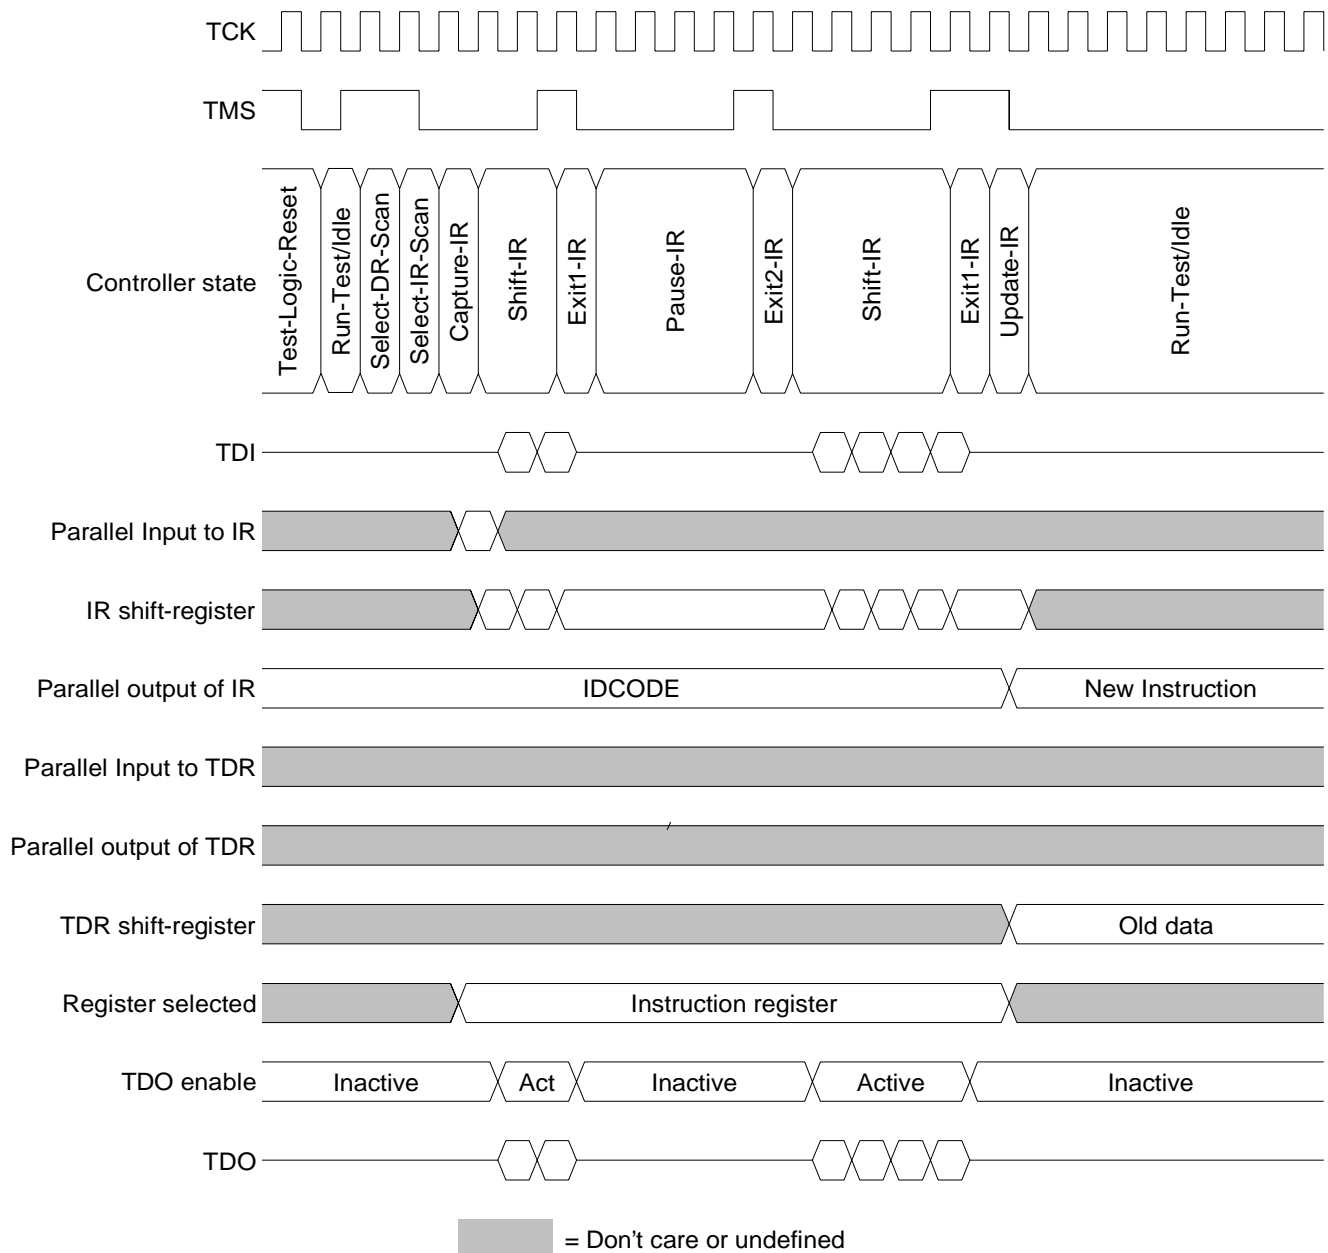 TCK
TMS
Controller state
Test-Logic-Reset
Run-Test/Idle
Select-DR-Scan
Select-IR-Scan
Capture-IR
Shift-IR
Exit1-IR
Pause-IR
Exit2-IR
Shift-IR
Exit1-IR
Update-IR
Run-Test/Idle
TDI
Parallel Input to IR
IR shift-register
Parallel output of IR IDCODE New Instruction
Parallel Input to TDR
Parallel output of TDR
TDR shift-register Old data
Register selected Instruction register
TDO enable Inactive Act Inactive Active Inactive
TDO
= Don't care or undefined